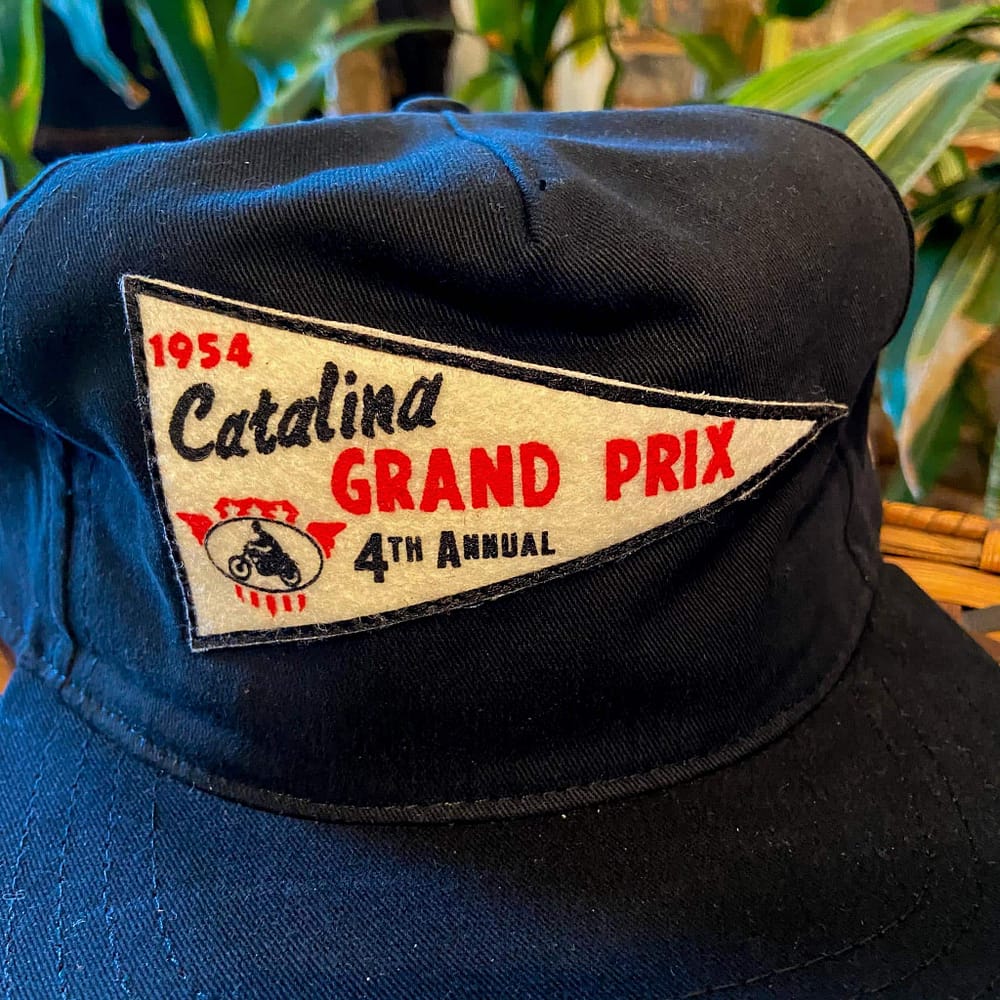 1954
Catalina
GRAND PRIX
4TH ANNUAL